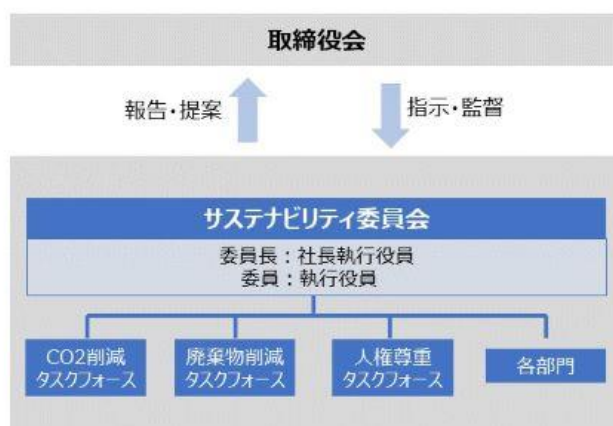 取締役会
報告・提案
指示・監督
サステナビリティ委員会
委員長：社長執行役員
委員：執行役員
CO2削減
タスクフォース
廃棄物削減
タスクフォース
人権尊重
タスクフォース
各部門